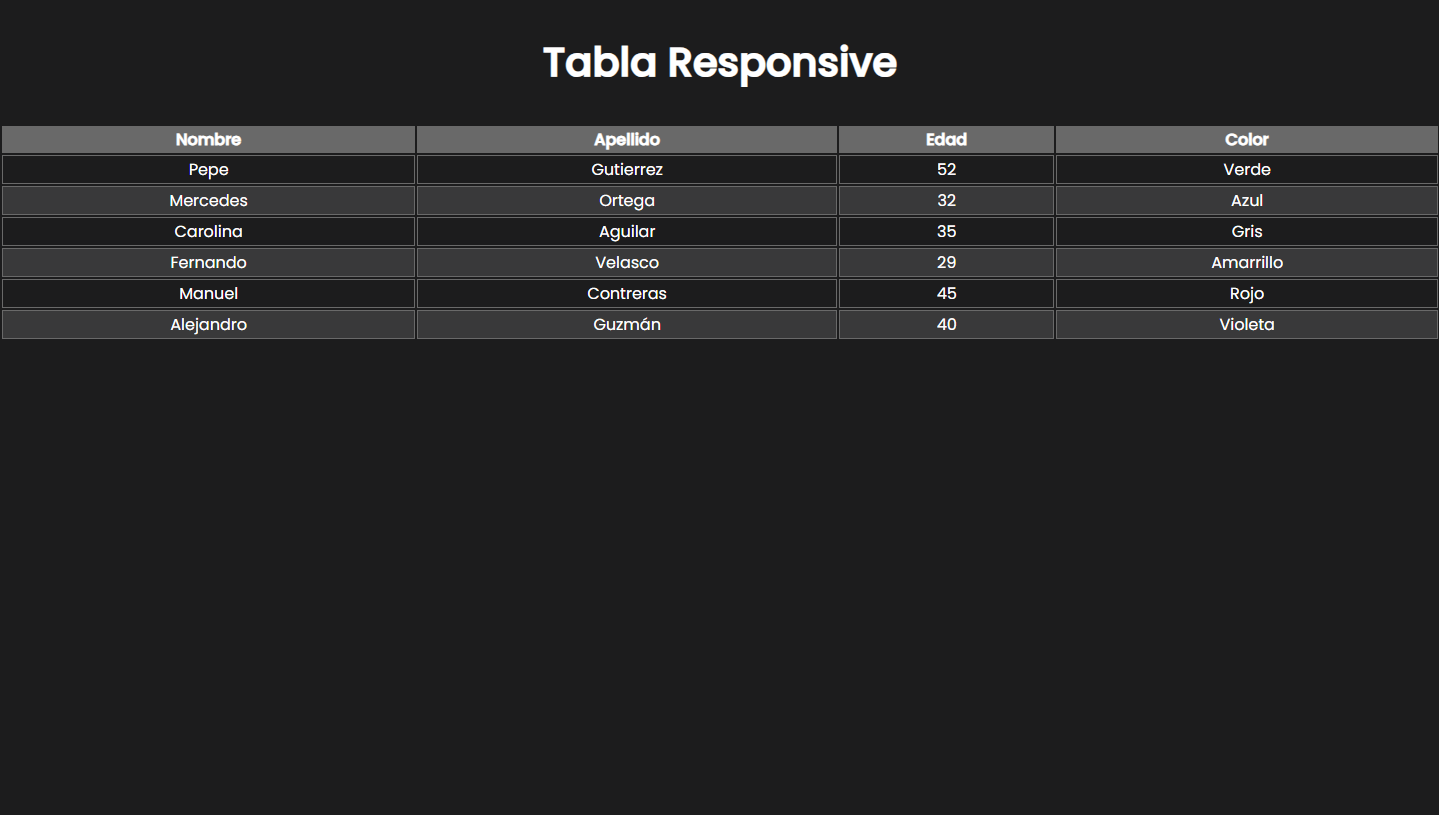 Tabla Responsive
Nombre Apellido Edad Color
Pepe Gutierrez 52 Verde
Mercedes Ortega 32 Azul
Carolina Aguilar 35 Gris
Fernando Velasco 29 Amarrillo
Manuel Contreras 45 Rojo
Alejandro Guzmán 40 Violeta